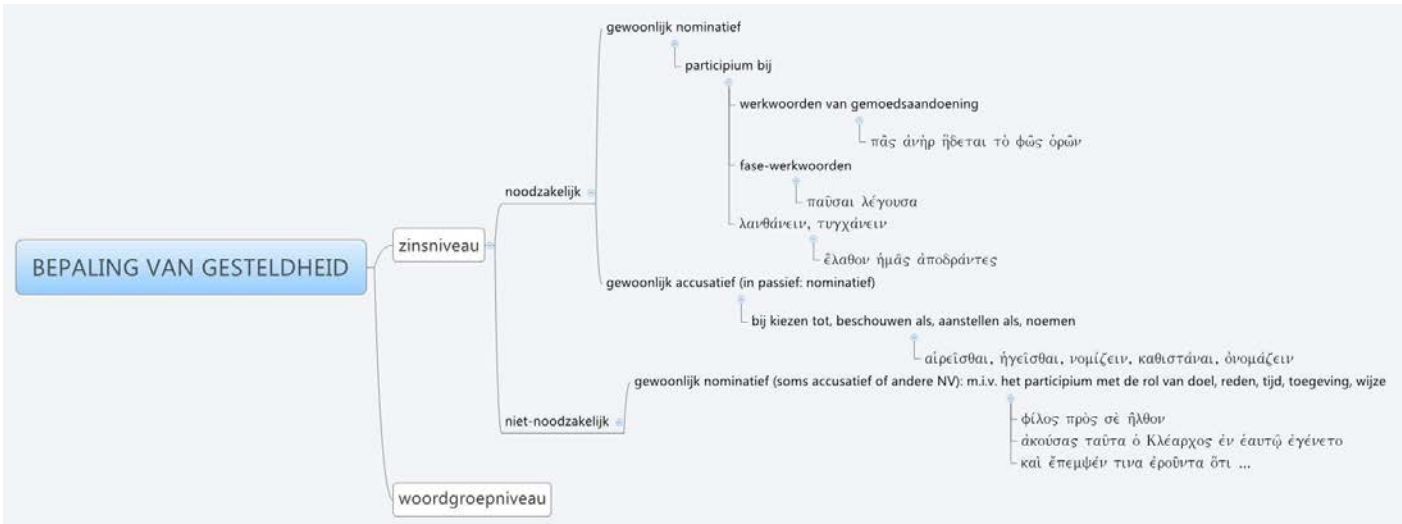 gewoonlijk nominatief
participium bij
werkwoorden van gemoedsaandoening
πᾶς ἀνὴρ ἥδεται τὸ φῶς ὁρῶν
fase-werkwoorden
noodzakelijk
παῦσαι λέγουσα
λανθάνειν, τυγχάνειν
zinsniveau
ἔλαθον ἡμᾶς ἀποδράντες
BEPALING VAN GESTELDHEID
gewoonlijk accusatief (in passief: nominatief)
bij kiezen tot, beschouwen als, aanstellen als, noemen
αἱρεῖσθαι, ἡγεῖσθαι, νομίζειν, καθιστάναι, ὀνομάζειν
gewoonlijk nominatief (soms accusatief of andere NV): m.i.v. het participium met de rol van doel, reden, tijd, toegeving, wijze
φίλος πρὸς σὲ ἦλθον
niet-noodzakelijk
ἀκούσας ταῦτα ὁ Κλέαρχος ἐν ἑαυτῷ ἐγένετο
καὶ ἔπεμψέν τινα ἐροῦντα ὅτι ...
woordgroepniveau